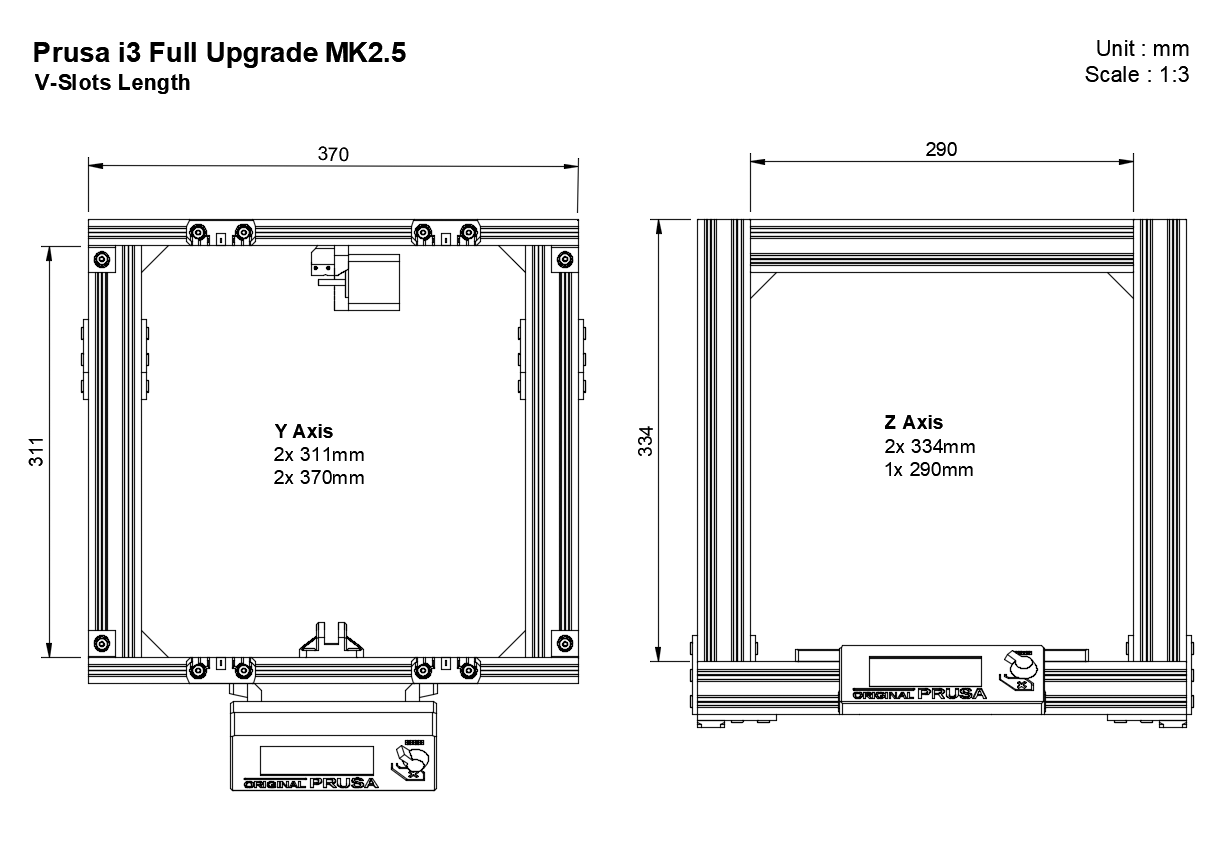 Prusa i3 Full Upgrade MK2.5
V-Slots Length
Unit : mm
Scale : 1:3
370
311
Y Axis
2x 311mm
2x 370mm
ORIGINAL PRUSA
290
334
Z Axis
2x 334mm
1x 290mm
ORIGINAL PRUSA